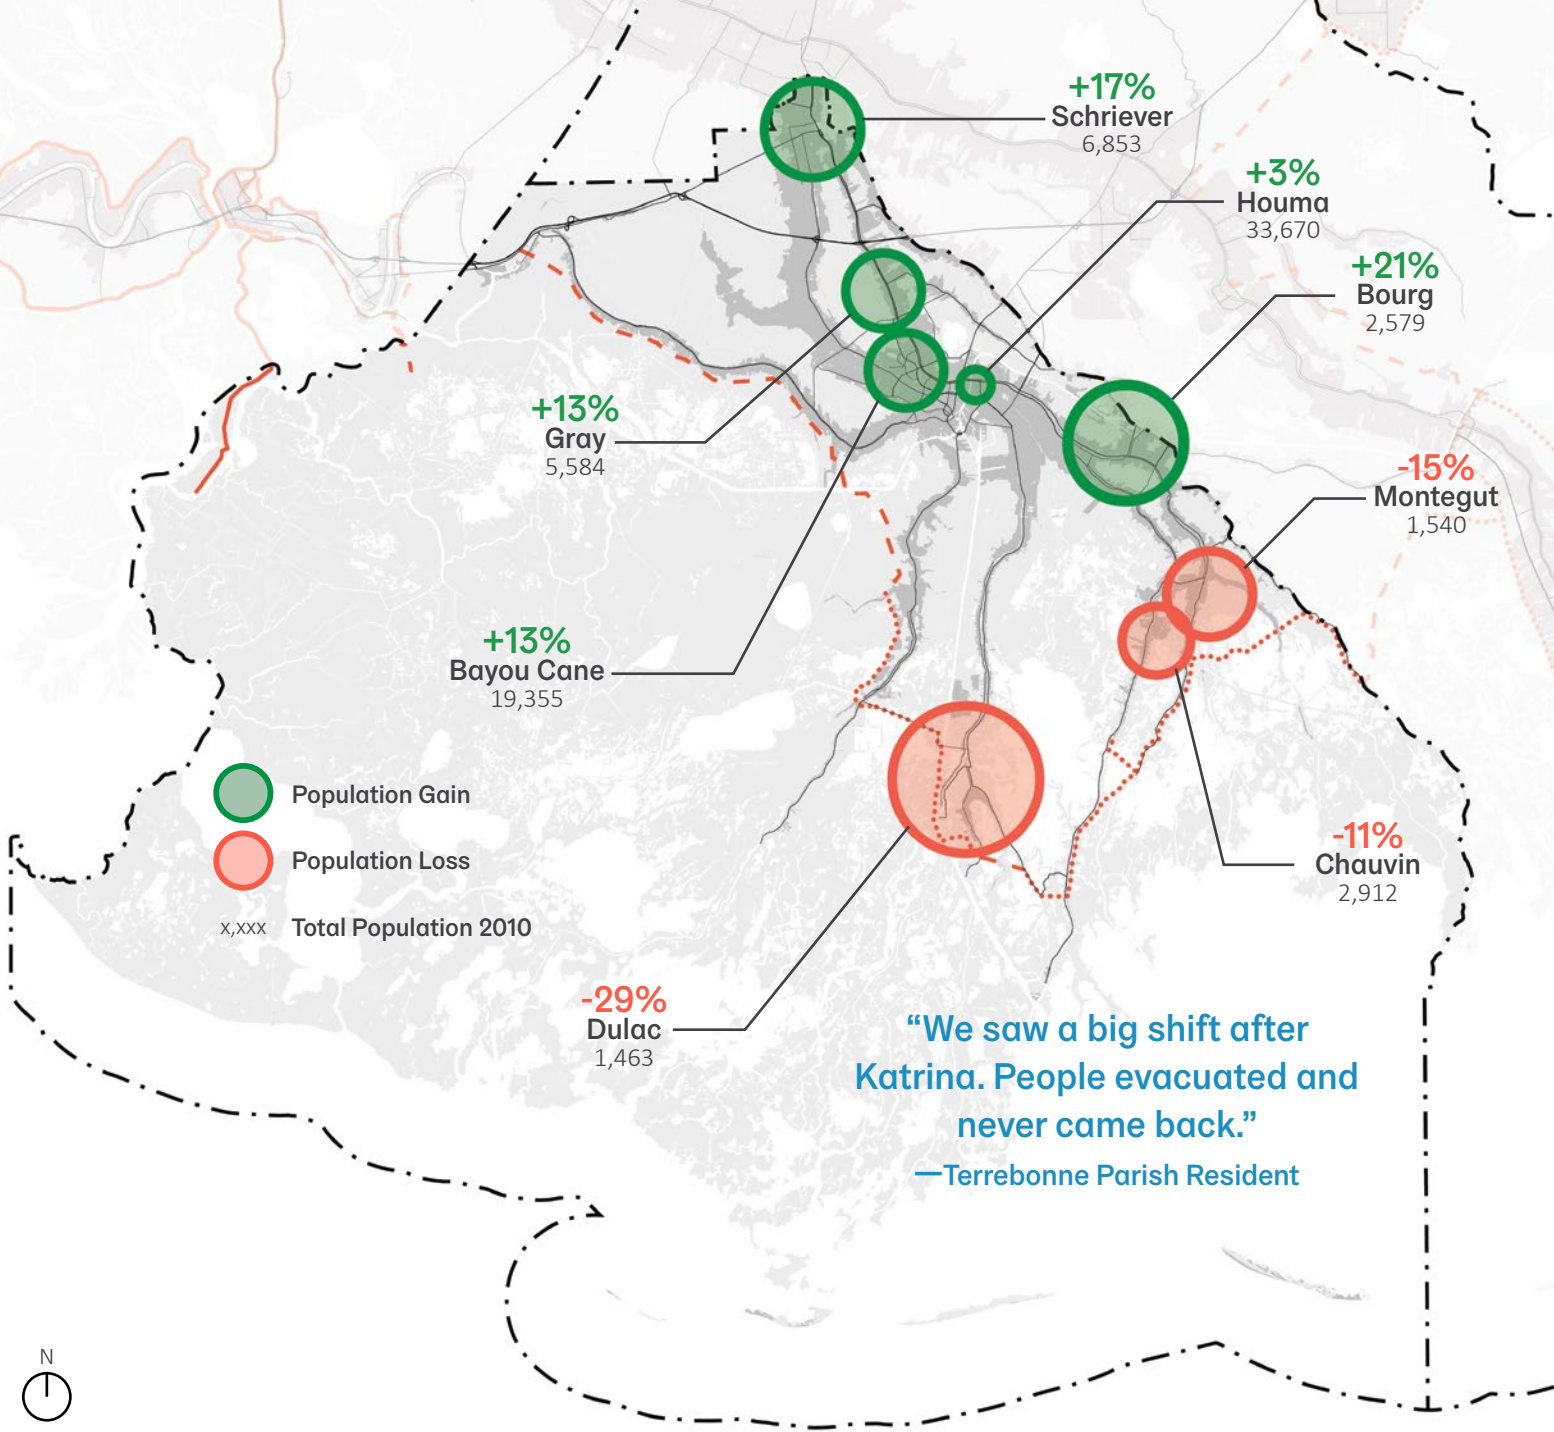 +17%
Schriever
6,853
+3%
Houma
33,670
+21%
Bourg
2,579
+13%
Gray
5,584
-15%
Montegut
1,540
+13%
Bayou Cane
19,355
Population Gain
Population Loss
x,xxx Total Population 2010
-11%
Chauvin
2,912
-29%
Dulac
1,463
“We saw a big shift after
Katrina. People evacuated and
never came back.”
—Terrebonne Parish Resident
N